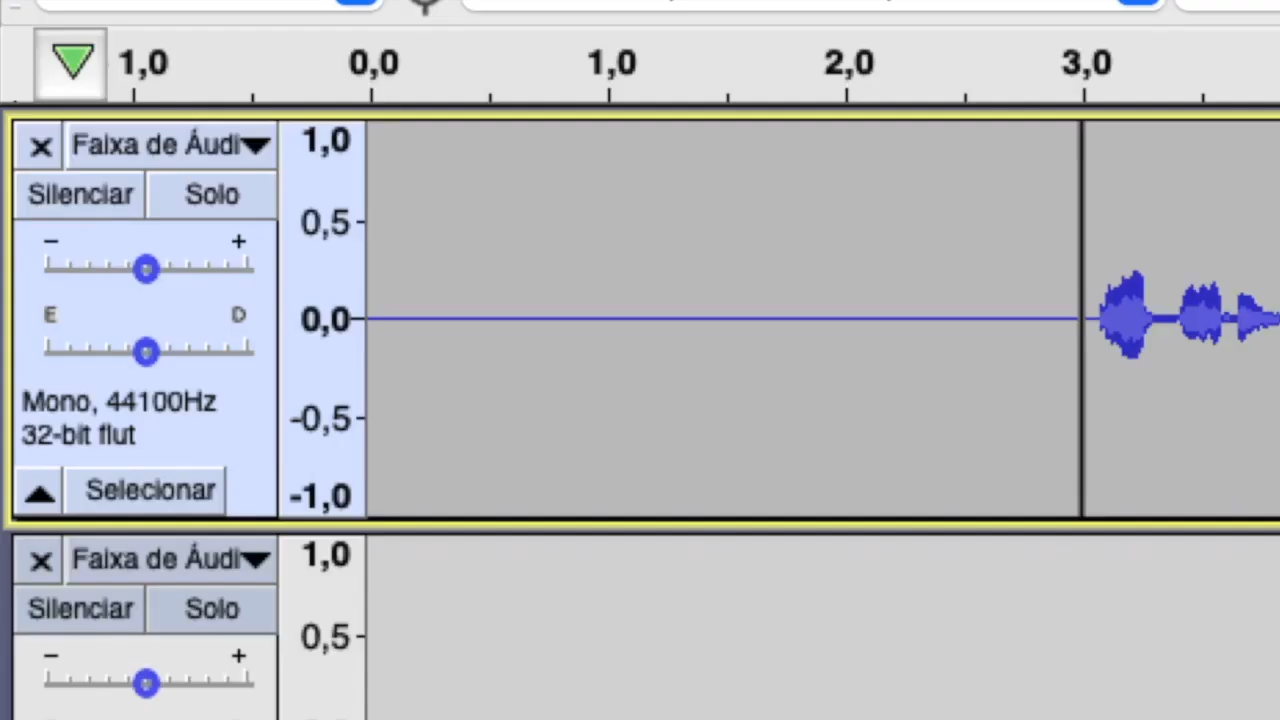 1,0 0,0 1,0 2,0 3,0
x Faixa de Áudi
Silenciar Solo
1,0
0,5
0,0
-0,5
-1,0
- +
E D
Mono, 44100Hz
32-bit flut
Selecionar
x Faixa de Áudi
Silenciar Solo
1,0
0,5
- +